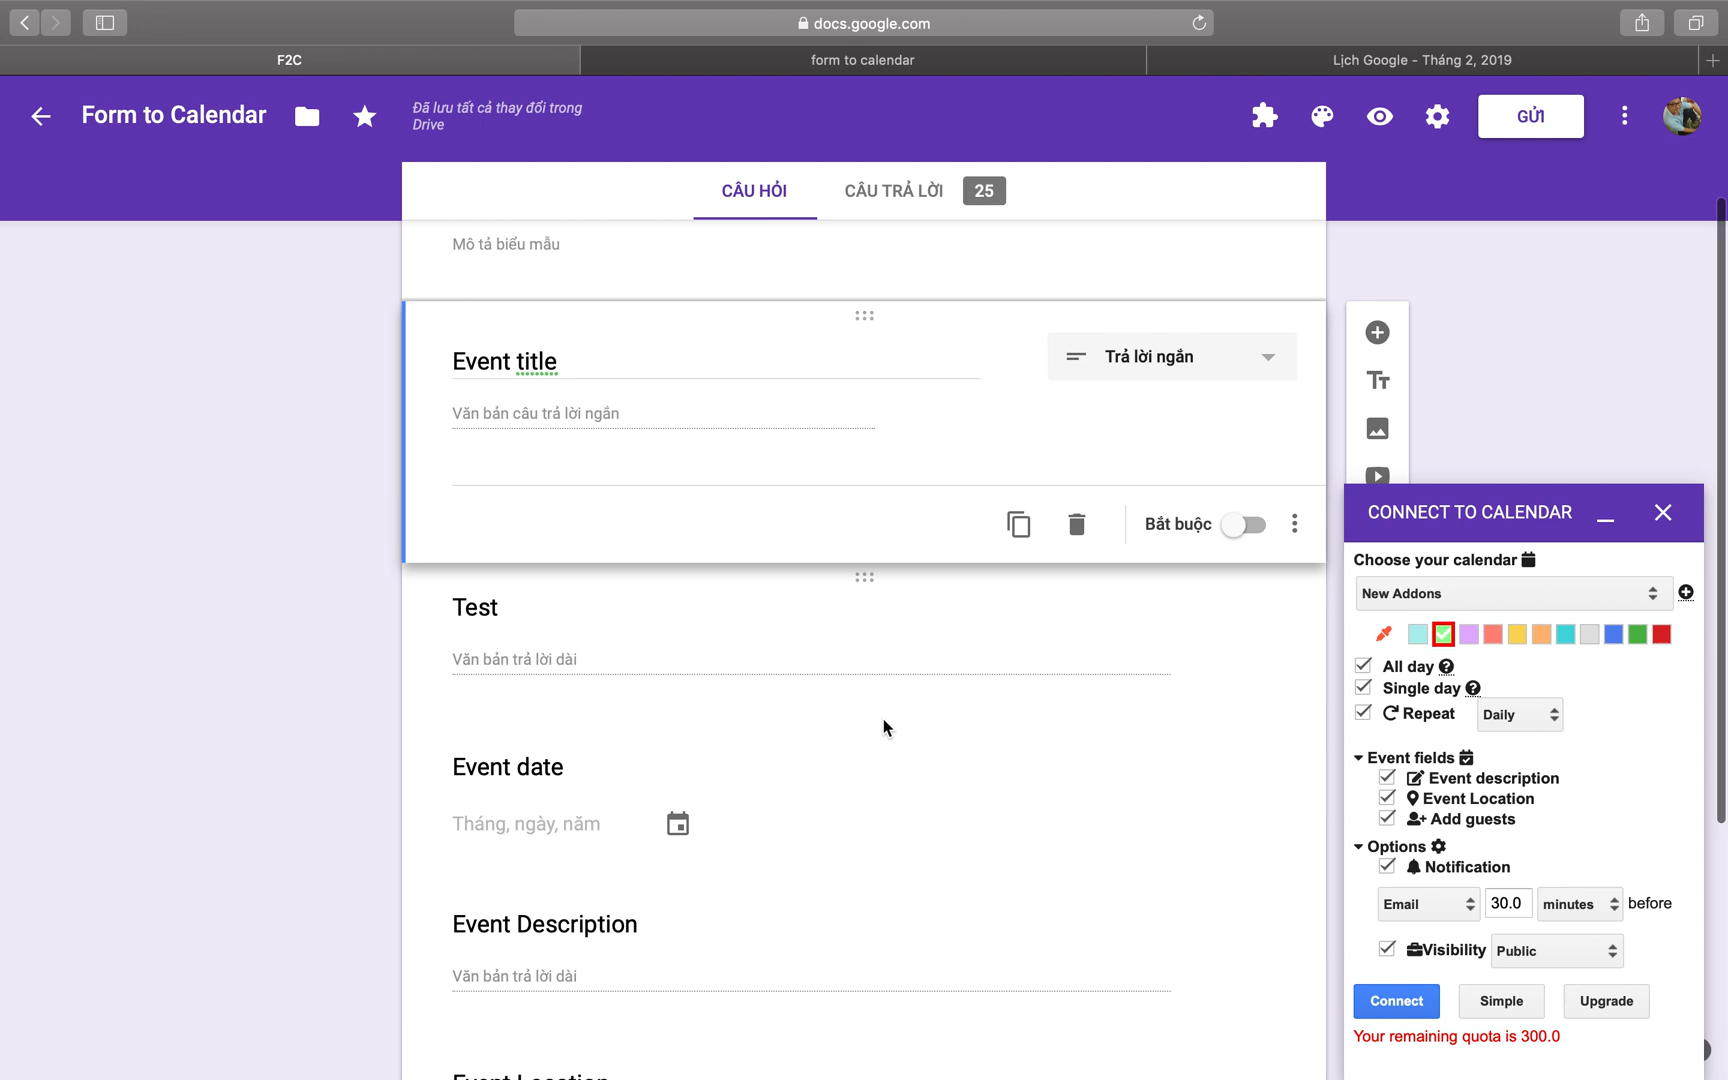 docs.google.com
F2C
form to calendar
Lịch Google - Tháng 2, 2019
Form to Calendar
Đã lưu tất cả thay đổi trong
Drive
GỬI
CÂU HỎI
CÂU TRẢ LỜI
25
Mô tả biểu mẫu
Event title
Trả lời ngắn
Văn bản câu trả lời ngắn
Bắt buộc
Test
Văn bản trả lời dài
Event date
Tháng, ngày, năm
Event Description
Văn bản trả lời dài
Event Location
CONNECT TO CALENDAR
Choose your calendar
New Addons
All day
Single day
Repeat
Daily
Event fields
Event description
Event Location
Add guests
Options
Notification
Email
30.0
minutes
before
Visibility
Public
Connect
Simple
Upgrade
Your remaining quota is 300.0